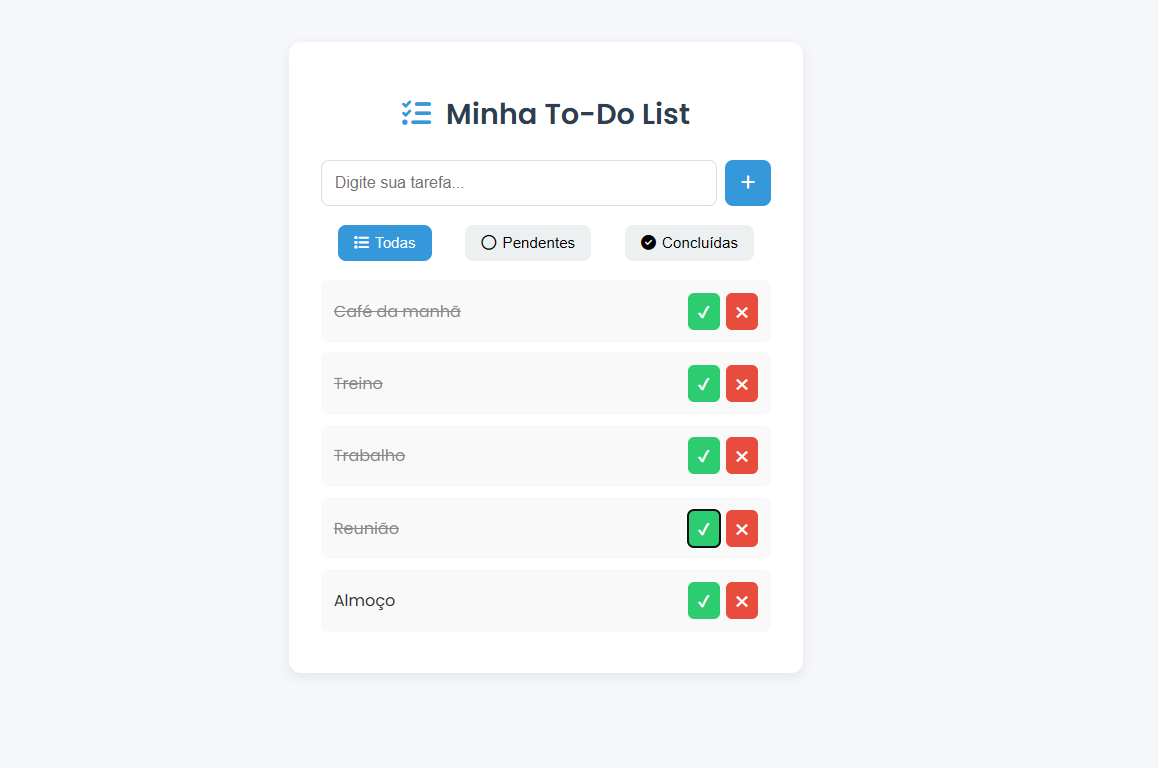 Minha To-Do List
Digite sua tarefa...
Todas
Pendentes
Concluídas
Café da manhã
Treino
Trabalho
Reunião
Almoço